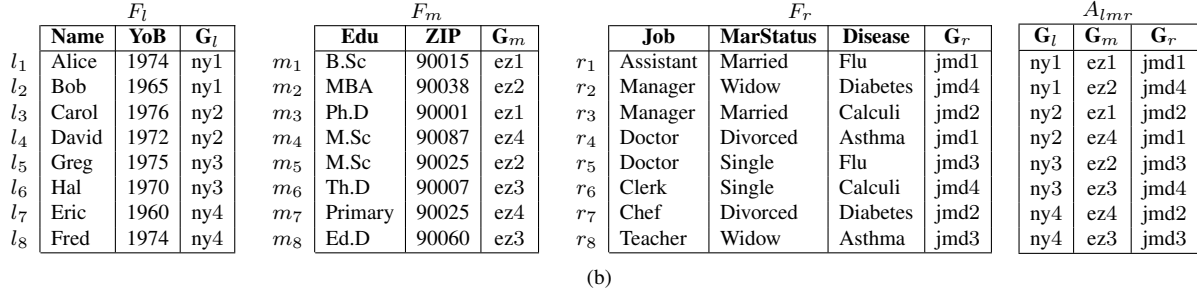 F_l F_m F_r A_lmr
Name YoB G_l Edu ZIP G_m Job MarStatus Disease G_r G_l G_m G_r
l_1 Alice 1974 ny1 m_1 B.Sc 90015 ez1 r_1 Assistant Married Flu jmd1 ny1 ez1 jmd1
l_2 Bob 1965 ny1 m_2 MBA 90038 ez2 r_2 Manager Widow Diabetes jmd4 ny1 ez2 jmd4
l_3 Carol 1976 ny2 m_3 Ph.D 90001 ez1 r_3 Manager Married Calculi jmd2 ny2 ez1 jmd2
l_4 David 1972 ny2 m_4 M.Sc 90087 ez4 r_4 Doctor Divorced Asthma jmd1 ny2 ez4 jmd1
l_5 Greg 1975 ny3 m_5 M.Sc 90025 ez2 r_5 Doctor Single Flu jmd3 ny3 ez2 jmd3
l_6 Hal 1970 ny3 m_6 Th.D 90007 ez3 r_6 Clerk Single Calculi jmd4 ny3 ez3 jmd4
l_7 Eric 1960 ny4 m_7 Primary 90025 ez4 r_7 Chef Divorced Diabetes jmd2 ny4 ez4 jmd2
l_8 Fred 1974 ny4 m_8 Ed.D 90060 ez3 r_8 Teacher Widow Asthma jmd3 ny4 ez3 jmd3
(b)